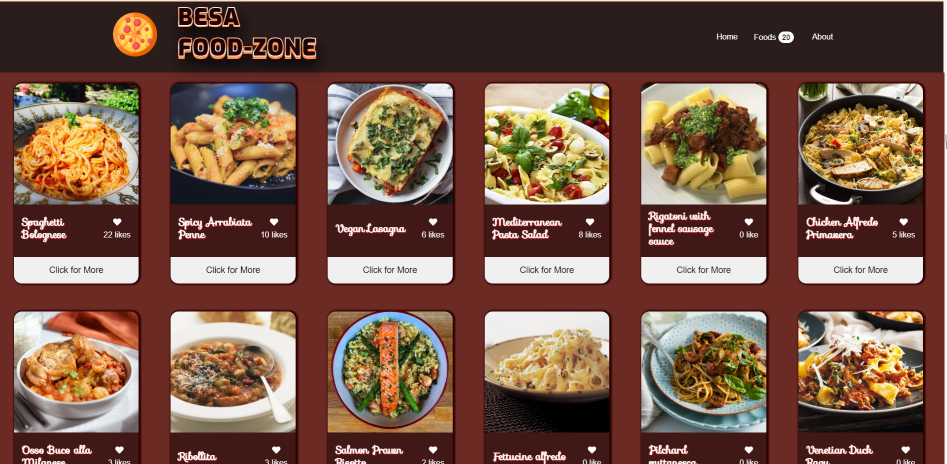 BESA
FOOD-ZONE
Home Foods 20 About
Spaghetti
Bolognese
22 likes
Click for More
Spicy Arrabiata
Penne
10 likes
Click for More
Vegan Lasagna
6 likes
Click for More
Mediterranean
Pasta Salad
8 likes
Click for More
Rigatoni with
fennel sausage
sauce
0 like
Click for More
Chicken Alfredo
Primavera
5 likes
Click for More
Osso Buco alla
Milanese
3 likes
Ribollita
3 likes
Salmon Prawn
Risotto
2 likes
Fettucine alfredo
0 like
Pilchard
puttanesca
0 like
Venetian Duck
Ragu
0 like